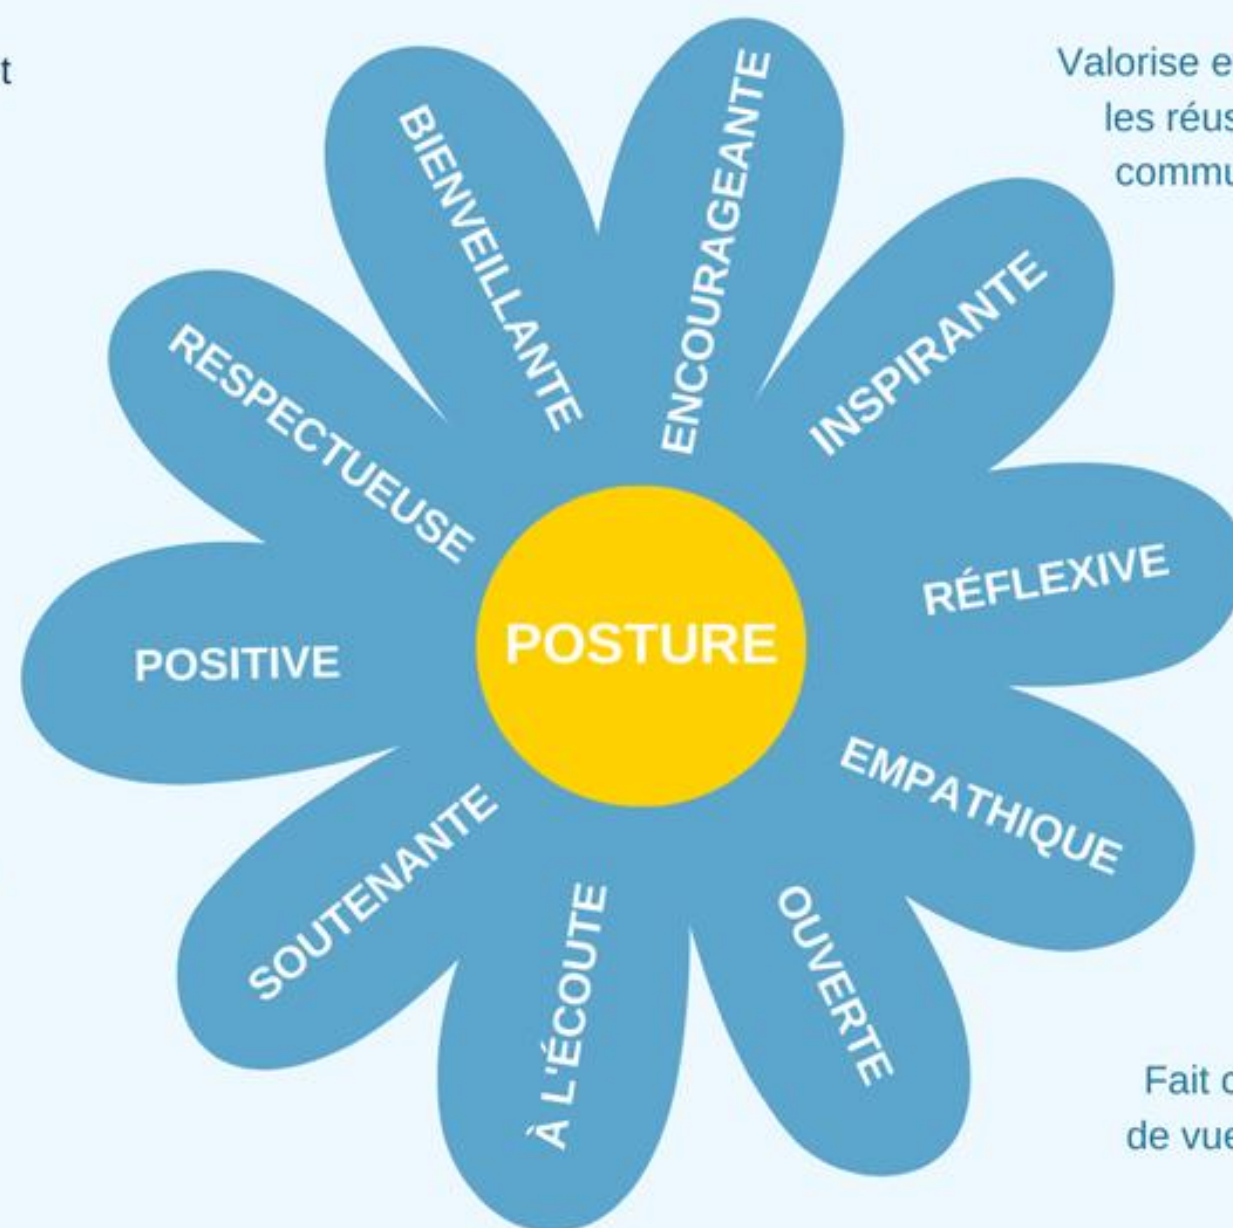 t
Valorise e
les réus
commu
BIENVEILLANTE
ENCOURAGEANTE
INSPIRANTE
RESPECTUEUSE
RÉFLEXIVE
POSTURE
POSITIVE
EMPATHIQUE
SOUTENANTE
À L'ÉCOUTE
OUVERTE
Fait
de vue